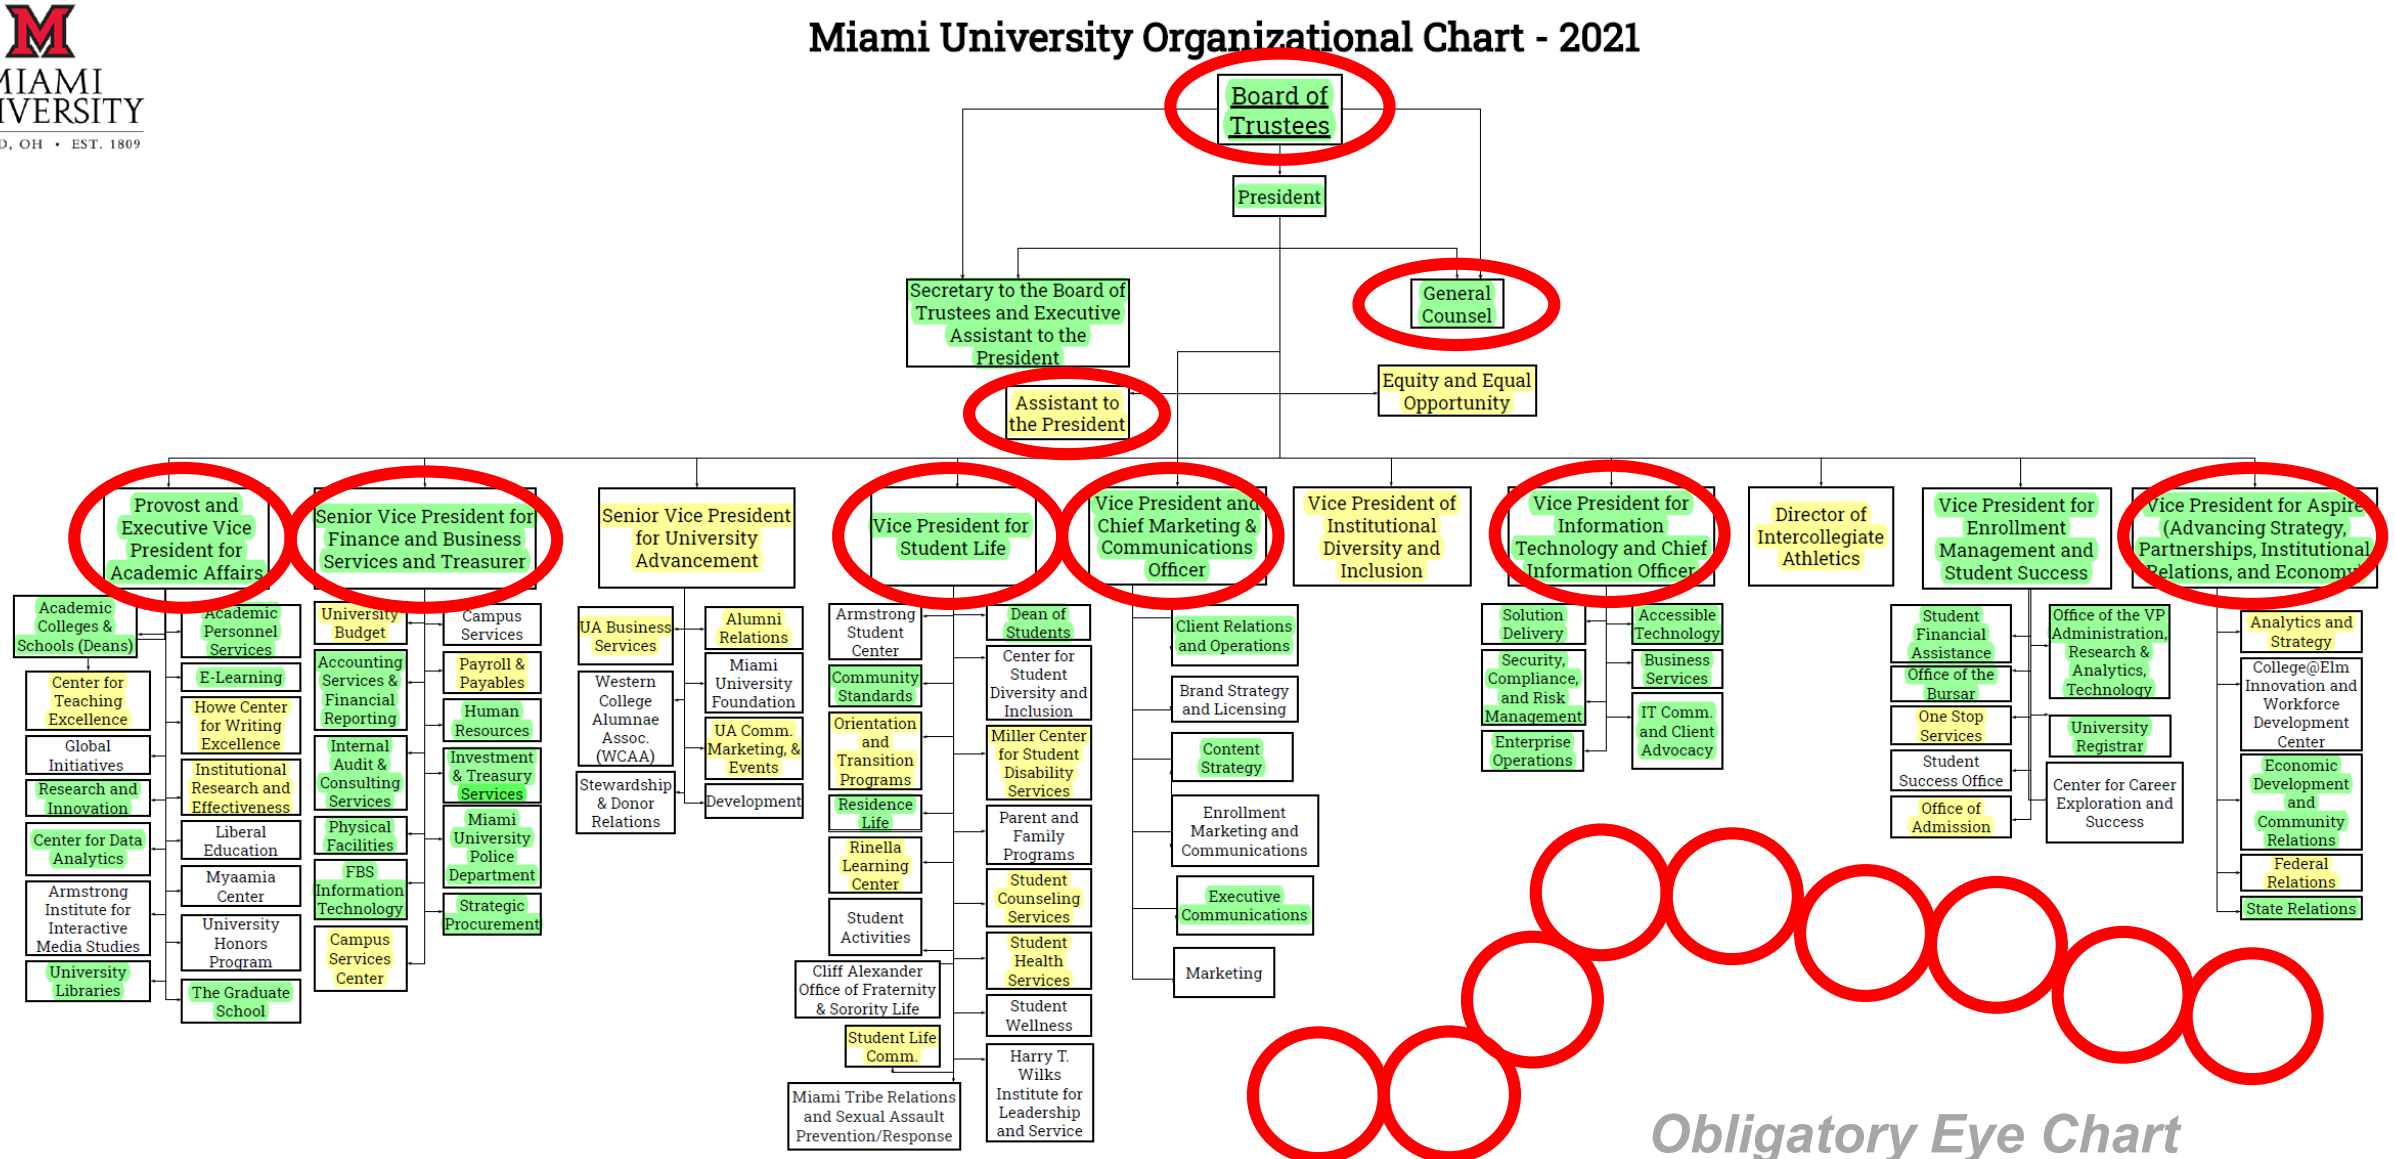 Miami University Organizational Chart - 2021
MIAMI
VERSITY
D, OH • EST. 1809
Board of
Trustees
President
Secretary to the Board of
Trustees and Executive
Assistant to the
President
General
Counsel
Assistant to
the President
Equity and Equal
Opportunity
Provost and
Executive Vice
President for
Academic Affairs
Academic
Colleges &
Schools (Deans)
Center for
Teaching
Excellence
Global
Initiatives
Research and
Innovation
Center for Data
Analytics
Armstrong
Institute for
Interactive
Media Studies
University
Libraries
Academic
Personnel
Services
E-Learning
Howe Center
for Writing
Excellence
Institutional
Research and
Effectiveness
Liberal
Education
Myaamia
Center
University
Honors
Program
The Graduate
School
Senior Vice President for
Finance and Business
Services and Treasurer
University
Budget
Accounting
Services &
Financial
Reporting
Internal
Audit &
Consulting
Services
Physical
Facilities
FBS
Information
Technology
Campus
Services
Center
Campus
Services
Payroll &
Payables
Human
Resources
Investment
& Treasury
Services
Miami
University
Police
Department
Strategic
Procurement
Senior Vice President
for University
Advancement
UA Business
Services
Western
College
Alumnae
Assoc.
(WCAA)
Stewardship
& Donor
Relations
Alumni
Relations
Miami
University
Foundation
UA Comm.
Marketing, &
Events
Development
Vice President for
Student Life
Armstrong
Student
Center
Community
Standards
Orientation
and
Transition
Programs
Residence
Life
Rinella
Learning
Center
Student
Activities
Cliff Alexander
Office of Fraternity
& Sorority Life
Student Life
Comm.
Miami Tribe Relations
and Sexual Assault
Prevention/Response
Dean of
Students
Center for
Student
Diversity and
Inclusion
Miller Center
for Student
Disability
Services
Parent and
Family
Programs
Student
Counseling
Services
Student
Health
Services
Student
Wellness
Harry T.
Wilks
Institute for
Leadership
and Service
Vice President and
Chief Marketing &
Communications
Officer
Client Relations
and Operations
Brand Strategy
and Licensing
Content
Strategy
Enrollment
Marketing and
Communications
Executive
Communications
Marketing
Vice President of
Institutional
Diversity and
Inclusion
Vice President for
Information
Technology and Chief
Information Officer
Solution
Delivery
Security,
Compliance,
and Risk
Management
Enterprise
Operations
Accessible
Technology
Business
Services
IT Comm.
and Client
Advocacy
Director of
Intercollegiate
Athletics
Vice President for
Enrollment
Management and
Student Success
Student
Financial
Assistance
Office of the
Bursar
One Stop
Services
Student
Success Office
Office of
Admission
Office of the VP
Administration,
Research &
Analytics,
Technology
University
Registrar
Center for Career
Exploration and
Success
Vice President for Aspire
(Advancing Strategy,
Partnerships, Institutional
Relations, and Economy)
Analytics and
Strategy
College@Elm
Innovation and
Workforce
Development
Center
Economic
Development
and
Community
Relations
Federal
Relations
State Relations
Obligatory Eye Chart